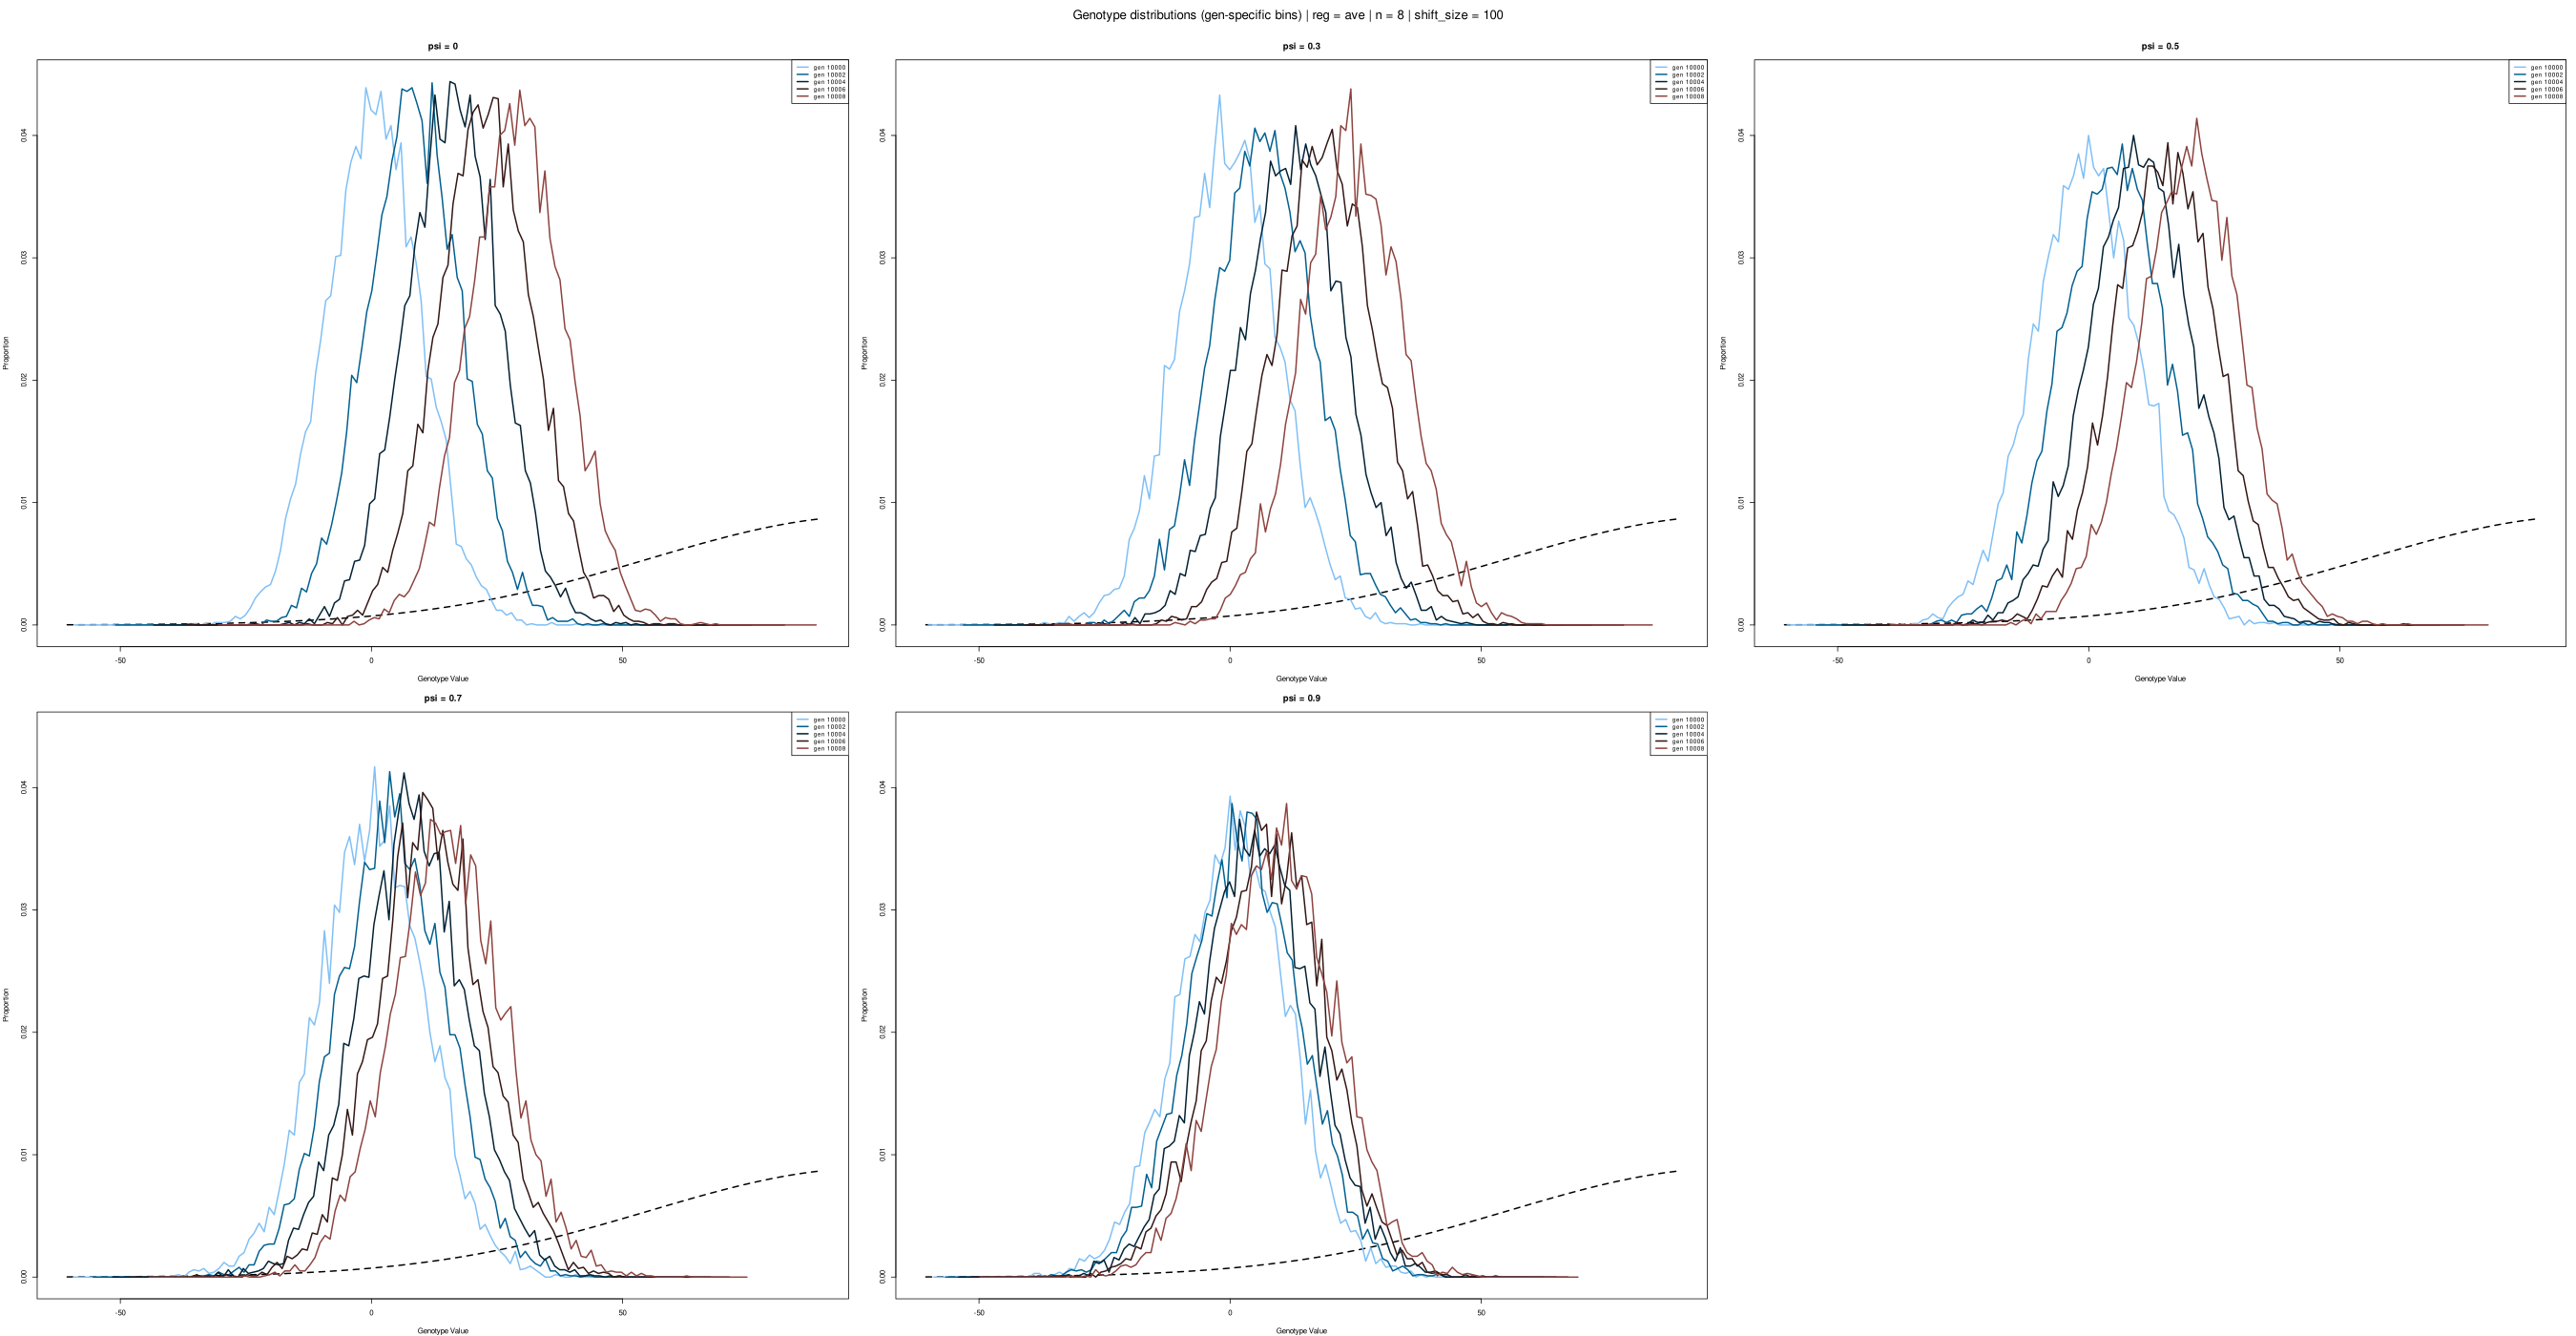 Genotype distributions (gen-specific bins) | reg = ave | n = 8 | shift_size = 100
psi = 0
gen 10000
gen 10002
gen 10004
gen 10006
gen 10008
Proportion
0.04
0.03
0.02
0.01
0.00
-50 0 50
Genotype Value
psi = 0.3
gen 10000
gen 10002
gen 10004
gen 10006
gen 10008
Proportion
0.04
0.03
0.02
0.01
0.00
-50 0 50
Genotype Value
psi = 0.5
gen 10000
gen 10002
gen 10004
gen 10006
gen 10008
Proportion
0.04
0.03
0.02
0.01
0.00
-50 0 50
Genotype Value
psi = 0.7
gen 10000
gen 10002
gen 10004
gen 10006
gen 10008
Proportion
0.04
0.03
0.02
0.01
0.00
-50 0 50
Genotype Value
psi = 0.9
gen 10000
gen 10002
gen 10004
gen 10006
gen 10008
Proportion
0.04
0.03
0.02
0.01
0.00
-50 0 50
Genotype Value